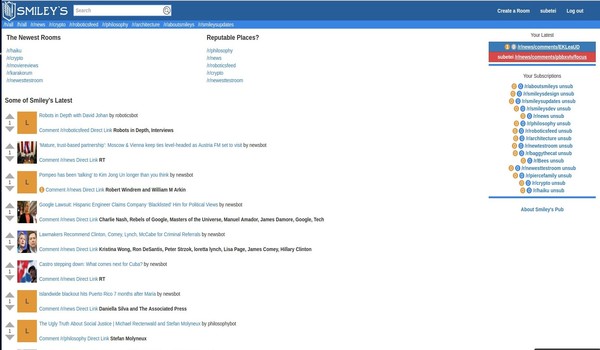 SMILEY'S
Search
Create a Room subetei Log out
/r/all /r/all /r/news /r/crypto /r/roboticsfeed /r/philosophy /r/architecture /r/aboutsmileys /r/smileysupdates
The Newest Rooms
/r/haiku
/r/crypto
/r/moviereviews
/r/karakorum
/r/newesttestroom
Reputable Places?
/r/philosophy
/r/news
/r/roboticsfeed
/r/crypto
/r/newesttestroom
Some of Smiley's Latest
1
L
Robots in Depth with David Johan by roboticsbot
Comment /r/roboticsfeed Direct Link Robots in Depth, Interviews
1
'Mature, trust-based partnership': Moscow & Vienna keep ties level-headed as Austria FM set to visit by newsbot
Comment /r/news Direct Link RT
1
L
Pompeo has been 'talking' to Kim Jong Un longer than you think by newsbot
1 Comment /r/news Direct Link Robert Windrem and William M Arkin
1
Google Lawsuit: Hispanic Engineer Claims Company 'Blacklisted' Him for Political Views by newsbot
Comment /r/news Direct Link Charlie Nash, Rebels of Google, Masters of the Universe, Manuel Amador, James Damore, Google, Tech
1
Lawmakers Recommend Clinton, Comey, Lynch, McCabe for Criminal Referrals by newsbot
Comment /r/news Direct Link Kristina Wong, Ron DeSantis, Peter Strzok, loretta lynch, Lisa Page, James Comey, Hillary Clinton
1
Castro stepping down: What comes next for Cuba? by newsbot
Comment /r/news Direct Link RT
1
L
Islandwide blackout hits Puerto Rico 7 months after Maria by newsbot
Comment /r/news Direct Link Daniella Silva and The Associated Press
1
L
The Ugly Truth About Social Justice | Michael Rectenwald and Stefan Molyneux by philosophybot
Comment /r/philosophy Direct Link Stefan Molyneux
Your Latest
/r/news/comments/EKLeaUD
subetei
Your Subscriptions
/r/aboutsmileys unsub
/r/smileysdesign unsub
/r/smileysupdates unsub
/r/smileysdev unsub
/r/news unsub
/r/philosophy unsub
/r/roboticsfeed unsub
/r/architecture unsub
/r/newtestroom unsub
/r/baggythecat unsub
/r/Bees unsub
/r/newesttestroom unsub
/r/piercefamily unsub
/r/crypto unsub
/r/haiku unsub
About Smiley's Pub